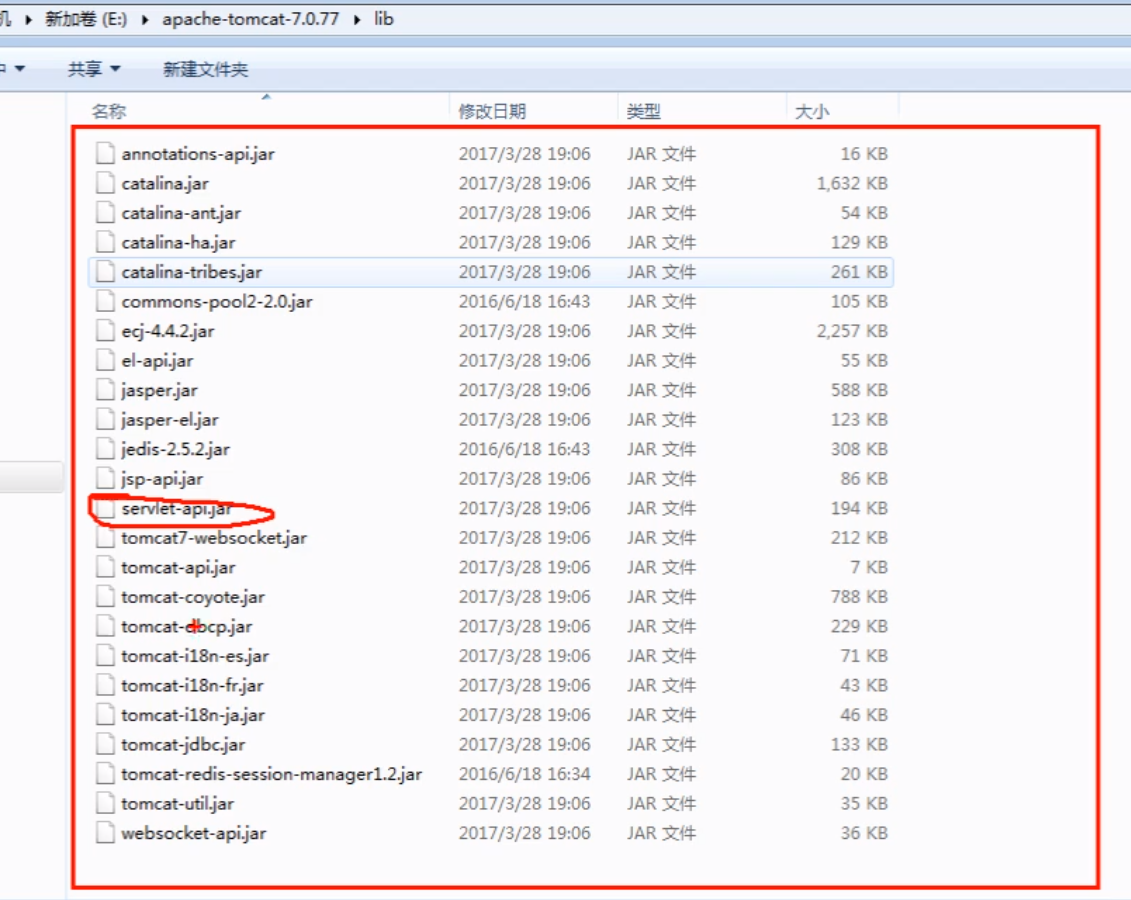 机 ▸ 新加卷 (E:) ▸ apache-tomcat-7.0.77 ▸ lib
共享 新建文件夹
名称 修改日期 类型 大小
annotations-api.jar 2017/3/28 19:06 JAR 文件 16 KB
catalina.jar 2017/3/28 19:06 JAR 文件 1,632 KB
catalina-ant.jar 2017/3/28 19:06 JAR 文件 54 KB
catalina-ha.jar 2017/3/28 19:06 JAR 文件 129 KB
catalina-tribes.jar 2017/3/28 19:06 JAR 文件 261 KB
commons-pool2-2.0.jar 2016/6/18 16:43 JAR 文件 105 KB
ecj-4.4.2.jar 2017/3/28 19:06 JAR 文件 2,257 KB
el-api.jar 2017/3/28 19:06 JAR 文件 55 KB
jasper.jar 2017/3/28 19:06 JAR 文件 588 KB
jasper-el.jar 2017/3/28 19:06 JAR 文件 123 KB
jedis-2.5.2.jar 2016/6/18 16:43 JAR 文件 308 KB
jsp-api.jar 2017/3/28 19:06 JAR 文件 86 KB
servlet-api.jar 2017/3/28 19:06 JAR 文件 194 KB
tomcat7-websocket.jar 2017/3/28 19:06 JAR 文件 212 KB
tomcat-api.jar 2017/3/28 19:06 JAR 文件 7 KB
tomcat-coyote.jar 2017/3/28 19:06 JAR 文件 788 KB
tomcat-dbcp.jar 2017/3/28 19:06 JAR 文件 229 KB
tomcat-i18n-es.jar 2017/3/28 19:06 JAR 文件 71 KB
tomcat-i18n-fr.jar 2017/3/28 19:06 JAR 文件 43 KB
tomcat-i18n-ja.jar 2017/3/28 19:06 JAR 文件 46 KB
tomcat-jdbc.jar 2017/3/28 19:06 JAR 文件 133 KB
tomcat-redis-session-manager1.2.jar 2016/6/18 16:34 JAR 文件 20 KB
tomcat-util.jar 2017/3/28 19:06 JAR 文件 35 KB
websocket-api.jar 2017/3/28 19:06 JAR 文件 36 KB